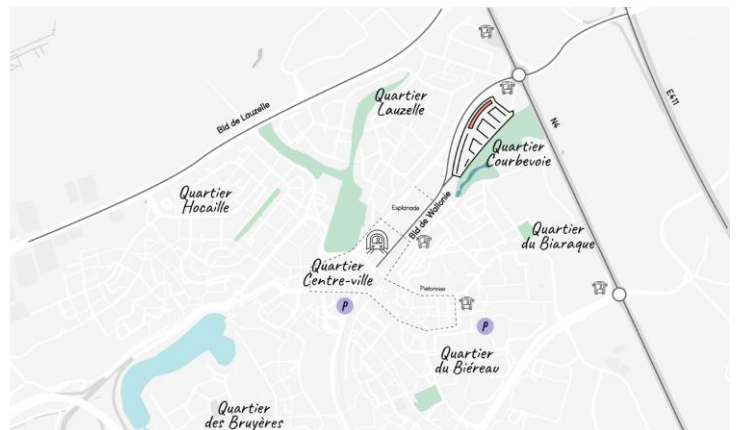 Quartier
Lauzelle
Bld de Lauzelle
E411
N4
Quartier
Courbevoie
Quartier
Hocaille
Esplanade
Bld de Wallonie
Quartier
du Biaraque
Quartier
Centre-ville
Piétonnier
P
P
Quartier
du Biéreau
Quartier
des Bruyères